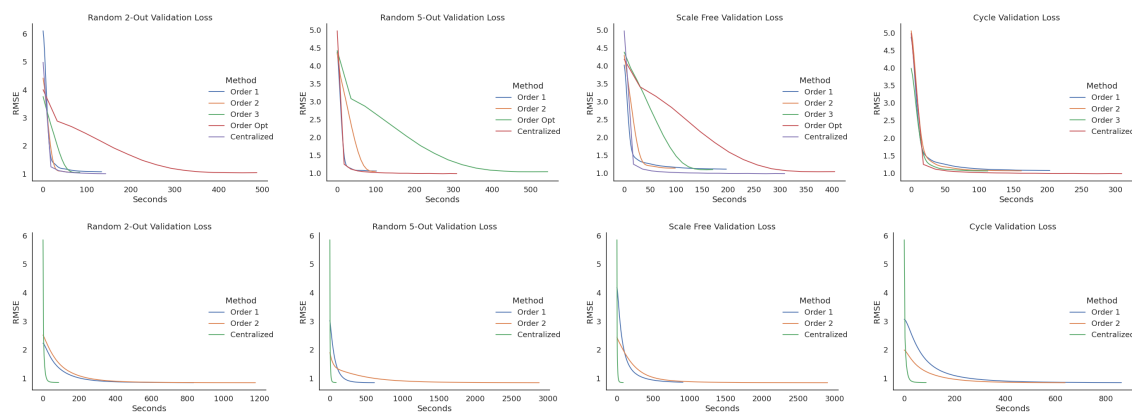 Random 2-Out Validation Loss
RMSE
6
5
4
3
2
1
Method
Order 1
Order 2
Order 3
Order Opt
Centralized
0 100 200 300 400 500
Seconds
Random 5-Out Validation Loss
RMSE
5.0
4.5
4.0
3.5
3.0
2.5
2.0
1.5
1.0
Method
Order 1
Order 2
Order Opt
Centralized
0 100 200 300 400 500
Seconds
Scale Free Validation Loss
RMSE
5.0
4.5
4.0
3.5
3.0
2.5
2.0
1.5
1.0
Method
Order 1
Order 2
Order 3
Order Opt
Centralized
0 50 100 150 200 250 300 350 400
Seconds
Cycle Validation Loss
RMSE
5.0
4.5
4.0
3.5
3.0
2.5
2.0
1.5
1.0
Method
Order 1
Order 2
Order 3
Centralized
0 50 100 150 200 250 300
Seconds
Random 2-Out Validation Loss
RMSE
6
5
4
3
2
1
Method
Order 1
Order 2
Centralized
0 200 400 600 800 1000 1200
Seconds
Random 5-Out Validation Loss
RMSE
6
5
4
3
2
1
Method
Order 1
Order 2
Centralized
0 500 1000 1500 2000 2500 3000
Seconds
Scale Free Validation Loss
RMSE
6
5
4
3
2
1
Method
Order 1
Order 2
Centralized
0 500 1000 1500 2000 2500 3000
Seconds
Cycle Validation Loss
RMSE
6
5
4
3
2
1
Method
Order 1
Order 2
Centralized
0 200 400 600 800
Seconds